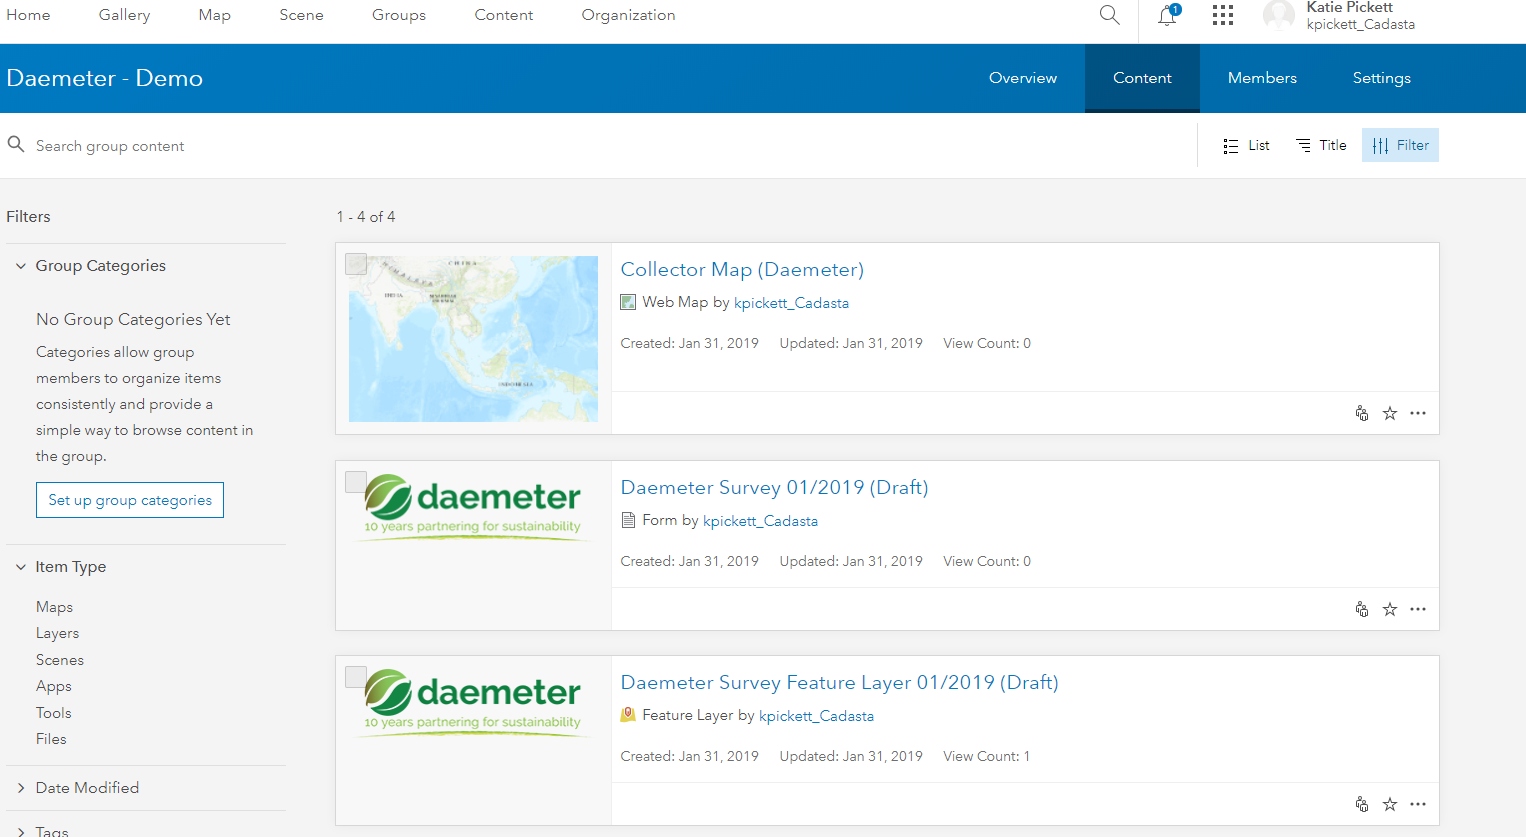 Home Gallery Map Scene Groups Content Organization
1
Katie Pickett
kpickett_Cadasta
Daemeter - Demo
Overview Content Members Settings
Search group content
List Title Filter
Filters
Group Categories
No Group Categories Yet
Categories allow group
members to organize items
consistently and provide a
simple way to browse content in
the group.
Set up group categories
Item Type
Maps
Layers
Scenes
Apps
Tools
Files
Date Modified
Tags
1 - 4 of 4
CHINA
HIMALAYA
INDIA
INDONESIA
Collector Map (Daemeter)
Web Map by kpickett_Cadasta
Created: Jan 31, 2019 Updated: Jan 31, 2019 View Count: 0
daemeter
10 years partnering for sustainability
Daemeter Survey 01/2019 (Draft)
Form by kpickett_Cadasta
Created: Jan 31, 2019 Updated: Jan 31, 2019 View Count: 0
daemeter
10 years partnering for sustainability
Daemeter Survey Feature Layer 01/2019 (Draft)
Feature Layer by kpickett_Cadasta
Created: Jan 31, 2019 Updated: Jan 31, 2019 View Count: 1